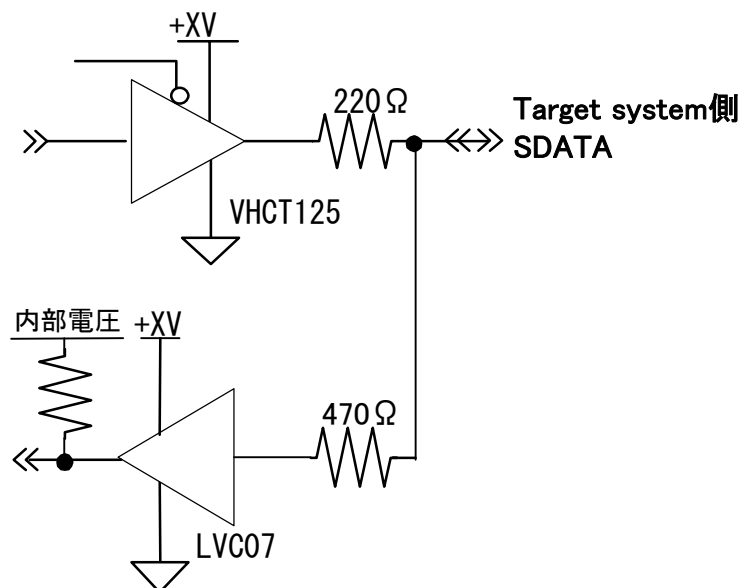 +XV
220Ω
Target system側
SDATA
VHCT125
内部電圧
+XV
470Ω
LVC07